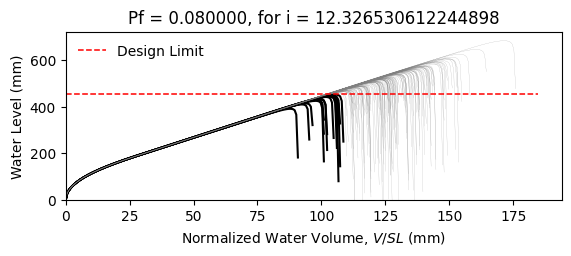 Pf = 0.080000, for i = 12.326530612244898
Design Limit
Water Level (mm)
600
400
200
0
0 25 50 75 100 125 150 175
Normalized Water Volume, V/SL (mm)